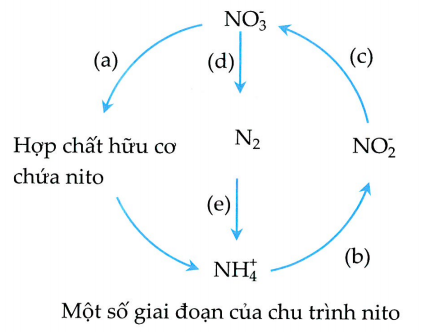 NO₃⁻
(a)
(d)
(c)
Hợp chất hữu cơ
chứa nito
N₂
NO₂⁻
(e)
(b)
NH₄⁺
Một số giai đoạn của chu trình nito